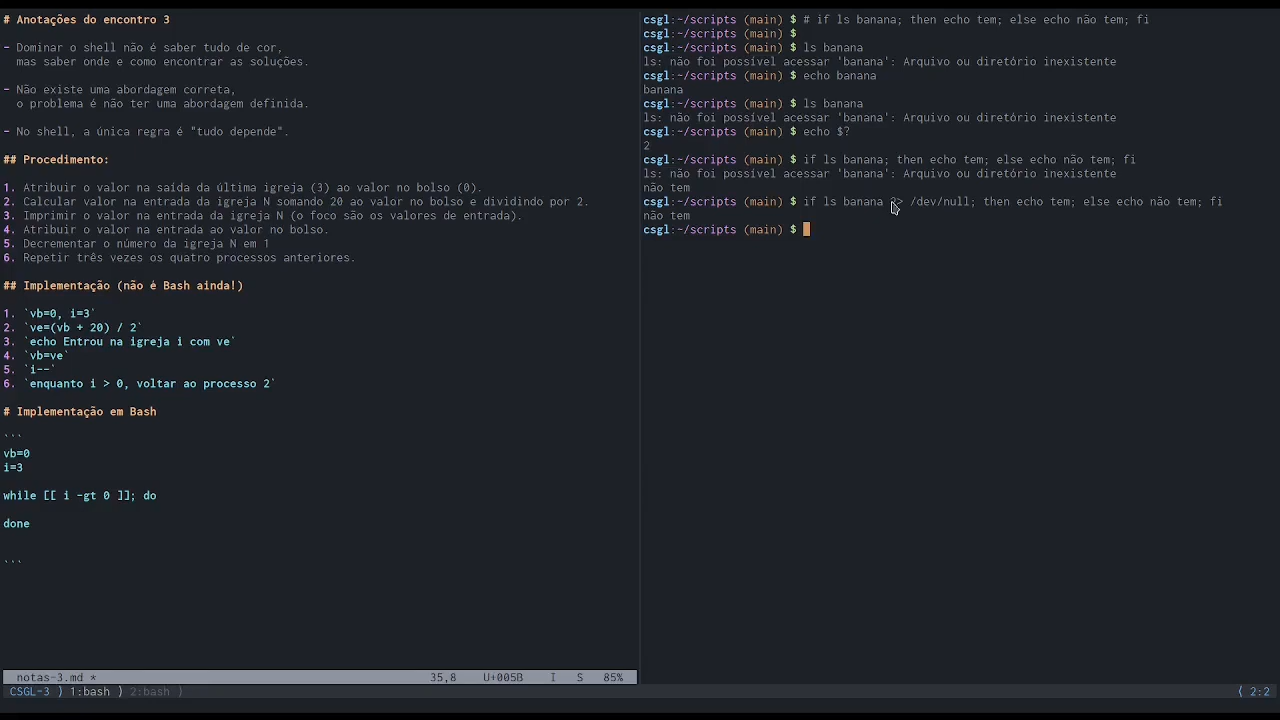 # Anotações do encontro 3
- Dominar o shell não é saber tudo de cor,
mas saber onde e como encontrar as soluções.
- Não existe uma abordagem correta,
o problema é não ter uma abordagem definida.
- No shell, a única regra é "tudo depende".
## Procedimento:
1. Atribuir o valor na saída da última igreja (3) ao valor no bolso (0).
2. Calcular valor na entrada da igreja N somando 20 ao valor no bolso e dividindo por 2.
3. Imprimir o valor na entrada da igreja N (o foco são os valores de entrada).
4. Atribuir o valor na entrada ao valor no bolso.
5. Decrementar o número da igreja N em 1
6. Repetir três vezes os quatro processos anteriores.
## Implementação (não é Bash ainda!)
1. `vb=0, i=3`
2. `ve=(vb + 20) / 2`
3. `echo Entrou na igreja i com ve`
4. `vb=ve`
5. `i--`
6. `enquanto i > 0, voltar ao processo 2`
# Implementação em Bash
```
vb=0
i=3
while [[ i -gt 0 ]]; do
done
```
notas-3.md * 35,8 U+005B I S 85%
CSGL-3 ⟩ 1:bash ⟩ 2:bash ⟩
csgl:~/scripts (main) $ # if ls banana; then echo tem; else echo não tem; fi
csgl:~/scripts (main) $
csgl:~/scripts (main) $ ls banana
ls: não foi possível acessar 'banana': Arquivo ou diretório inexistente
csgl:~/scripts (main) $ echo banana
banana
csgl:~/scripts (main) $ ls banana
ls: não foi possível acessar 'banana': Arquivo ou diretório inexistente
csgl:~/scripts (main) $ echo $?
2
csgl:~/scripts (main) $ if ls banana; then echo tem; else echo não tem; fi
ls: não foi possível acessar 'banana': Arquivo ou diretório inexistente
não tem
csgl:~/scripts (main) $ if ls banana 2> /dev/null; then echo tem; else echo não tem; fi
não tem
csgl:~/scripts (main) $
⟨ 2:2